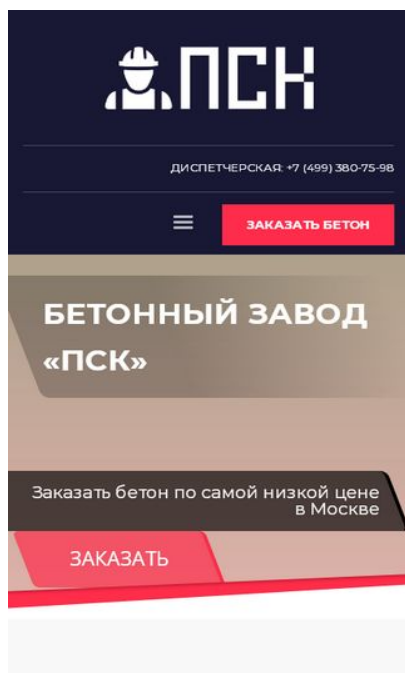 ПСК
ДИСПЕТЧЕРСКАЯ: +7 (499) 380-75-98
ЗАКАЗАТЬ БЕТОН
БЕТОННЫЙ ЗАВОД
«ПСК»
Заказать бетон по самой низкой цене
в Москве
ЗАКАЗАТЬ